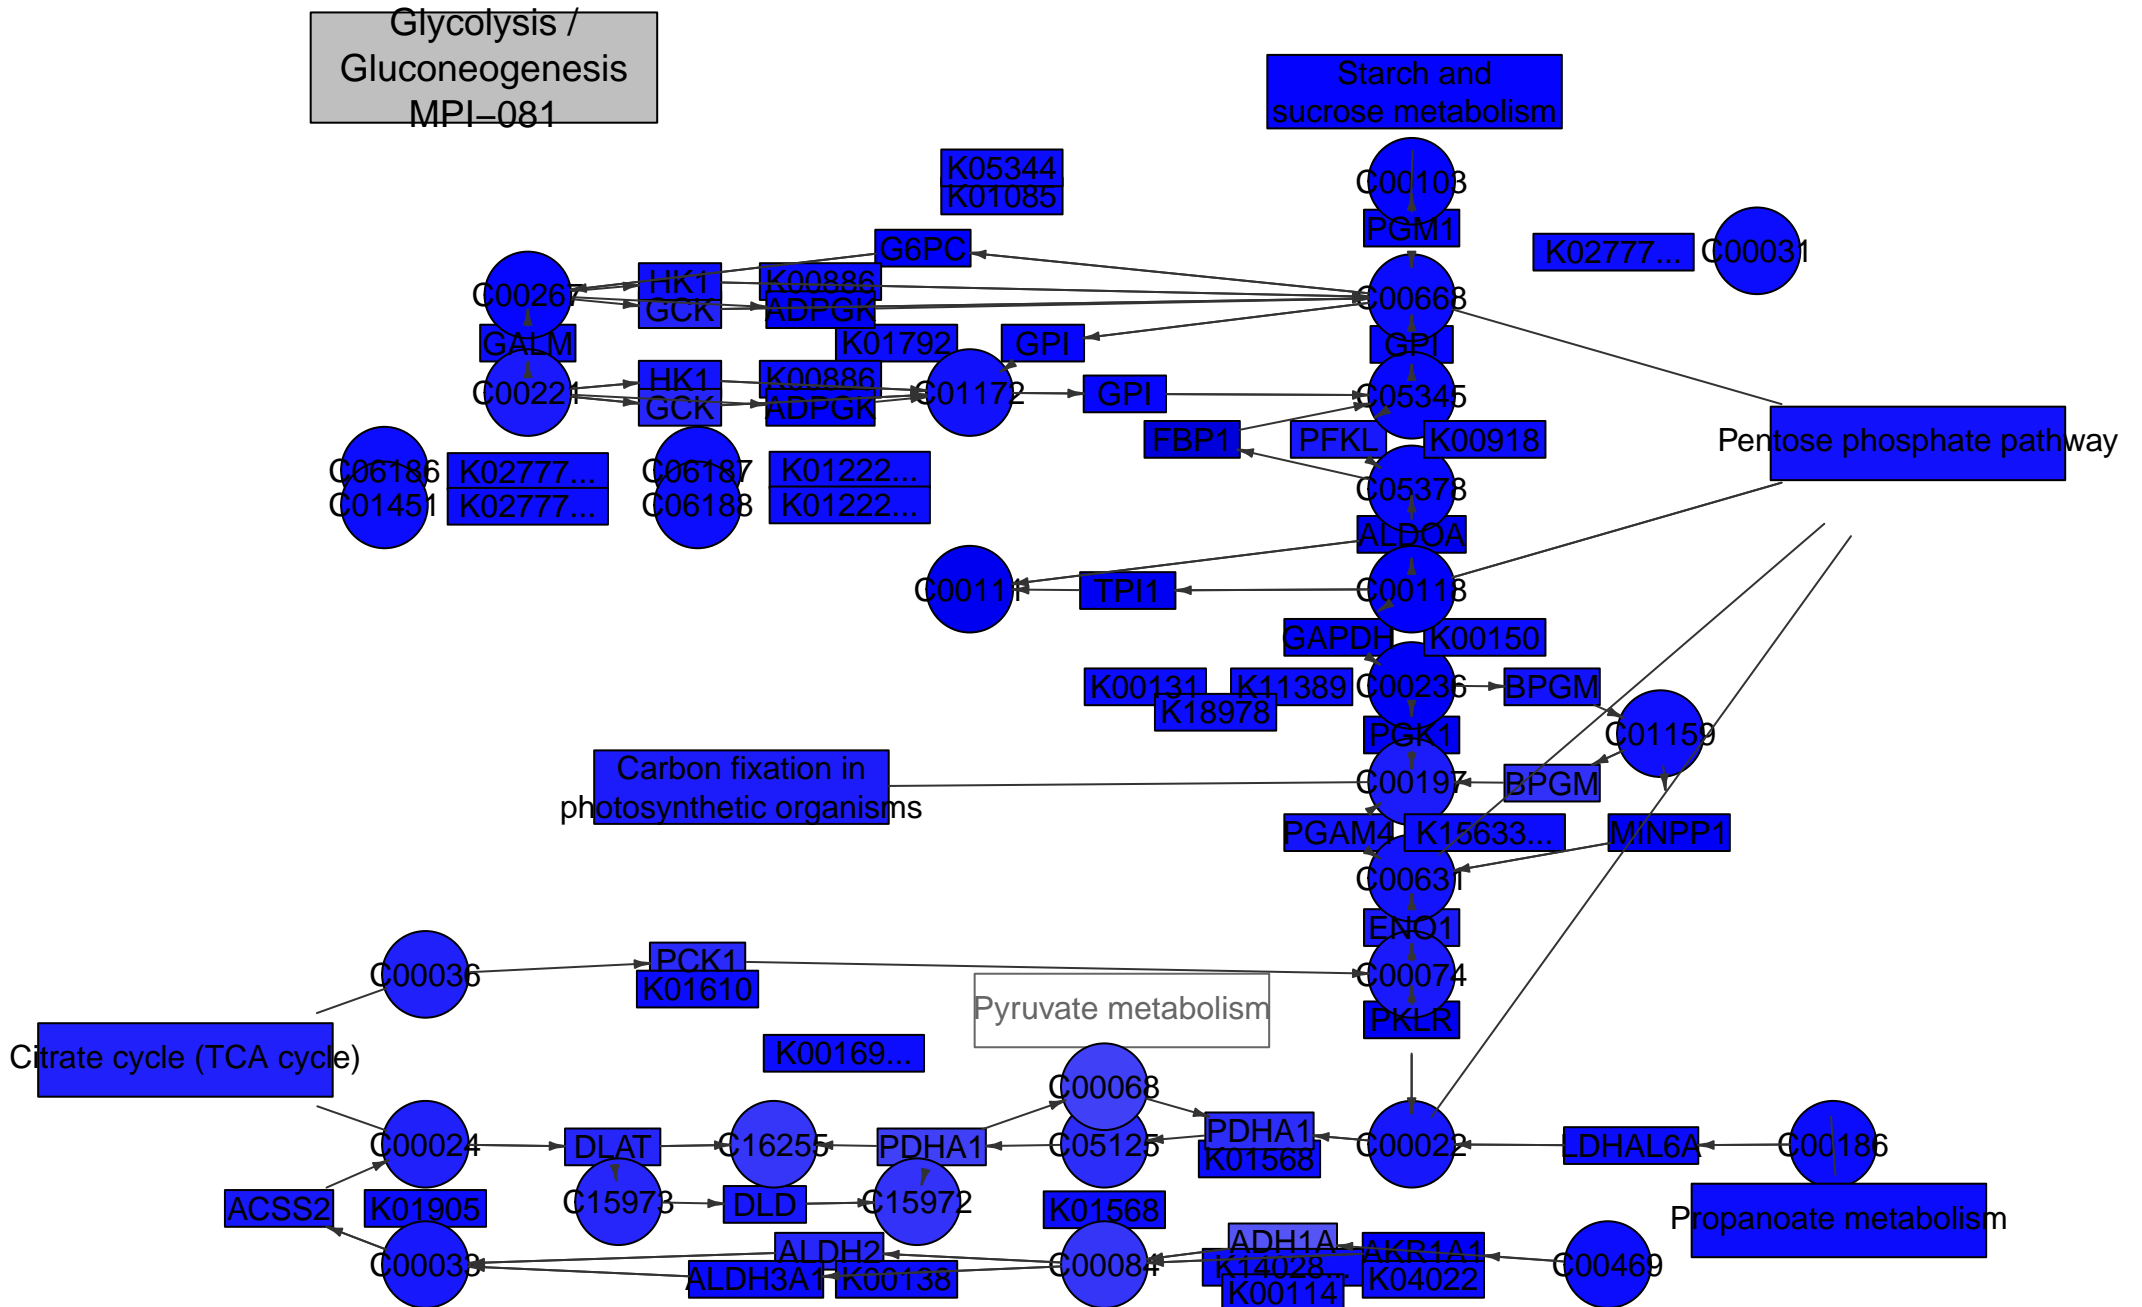 Glycolysis /
Gluconeogenesis
MPI−081
Starch and
sucrose metabolism
K05344
K01085
C00103
PGM1
G6PC
K02777...
C00031
C00267
HK1
K00886
GCK
ADPGK
C00668
GALM
K01792
GPI
GPI
C00221
HK1
K00886
GCK
ADPGK
C01172
GPI
C05345
FBP1
PFKL
K00918
Pentose phosphate pathway
C06186
K02777...
C06187
K01222...
C01451
K02777...
C06188
K01222...
C05378
ALDOA
C00111
TPI1
C00118
GAPDH
K00150
K00131
K11389
K18978
C00236
BPGM
PGK1
C01159
Carbon fixation in
photosynthetic organisms
C00197
BPGM
PGAM4
K15633...
MINPP1
C00631
ENO1
C00036
PCK1
K01610
C00074
Pyruvate metabolism
PKLR
Citrate cycle (TCA cycle)
K00169...
C00068
C00024
DLAT
C16255
PDHA1
C05125
PDHA1
K01568
C00022
LDHAL6A
C00186
ACSS2
K01905
C15973
DLD
C15972
K01568
Propanoate metabolism
C00033
ALDH2
ALDH3A1
K00138
C00084
ADH1A
K14028...
K00114
AKR1A1
K04022
C00469